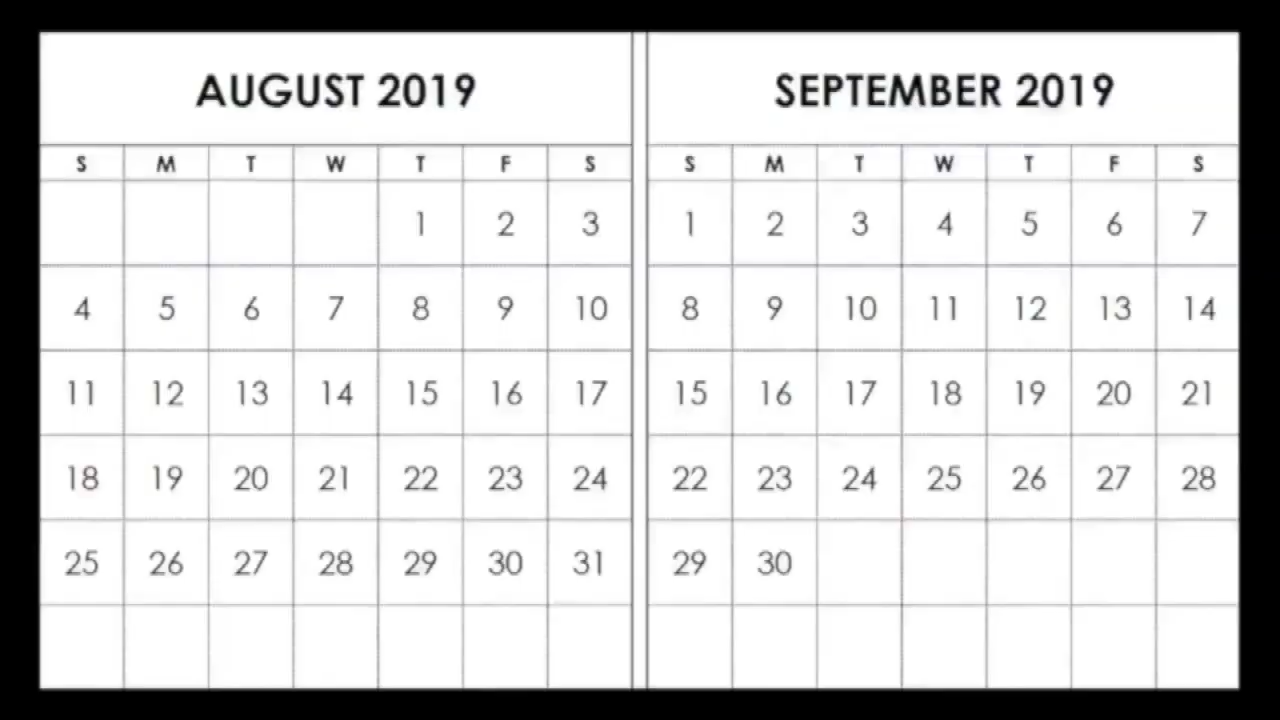 AUGUST 2019
S M T W T F S
1 2 3
4 5 6 7 8 9 10
11 12 13 14 15 16 17
18 19 20 21 22 23 24
25 26 27 28 29 30 31
SEPTEMBER 2019
S M T W T F S
1 2 3 4 5 6 7
8 9 10 11 12 13 14
15 16 17 18 19 20 21
22 23 24 25 26 27 28
29 30